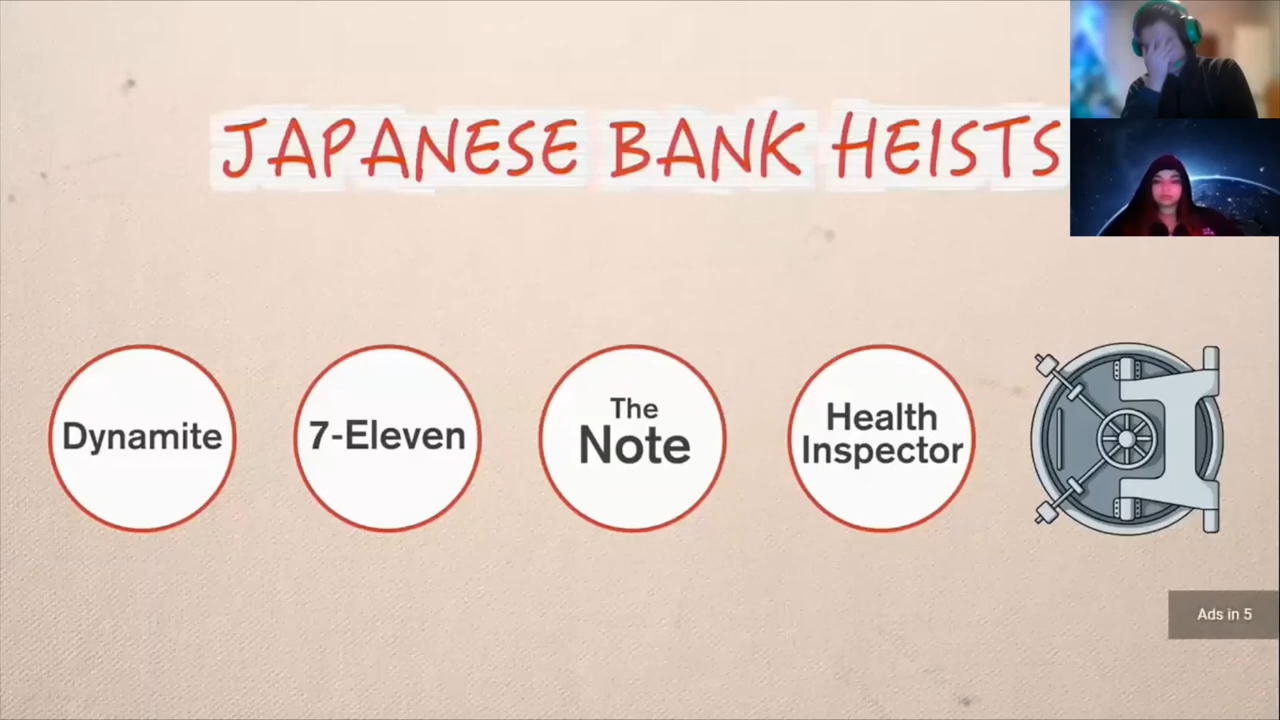 JAPANESE BANK HEISTS
Dynamite
7-Eleven
The
Note
Health
Inspector
Ads in 5